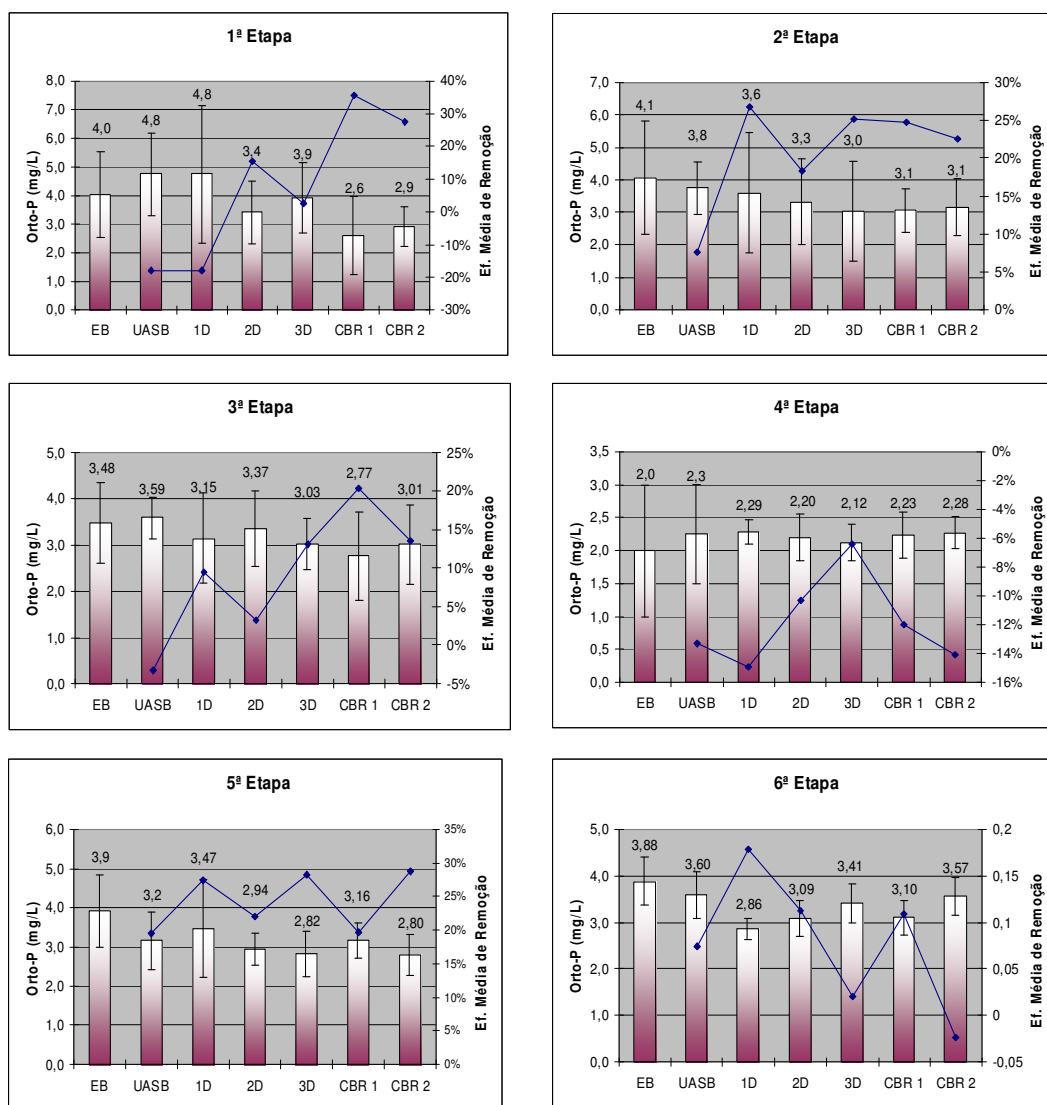 1ª Etapa
Orto-P (mg/L)
8,0
7,0
6,0
5,0
4,0
3,0
2,0
1,0
0,0
4,0 4,8 4,8 3,4 3,9 2,6 2,9
40%
30%
20%
10%
0%
-10%
-20%
-30%
Ef. Média de Remoção
EB UASB 1D 2D 3D CBR 1 CBR 2
2ª Etapa
Orto-P (mg/L)
7,0
6,0
5,0
4,0
3,0
2,0
1,0
0,0
4,1 3,8 3,6 3,3 3,0 3,1 3,1
30%
25%
20%
15%
10%
5%
0%
Ef. Média de Remoção
EB UASB 1D 2D 3D CBR 1 CBR 2
3ª Etapa
Orto-P (mg/L)
5,0
4,0
3,0
2,0
1,0
0,0
3,48 3,59 3,15 3,37 3,03 2,77 3,01
25%
20%
15%
10%
5%
0%
-5%
Ef. Média de Remoção
EB UASB 1D 2D 3D CBR 1 CBR 2
4ª Etapa
Orto-P (mg/L)
3,5
3,0
2,5
2,0
1,5
1,0
0,5
0,0
2,0 2,3 2,29 2,20 2,12 2,23 2,28
0%
-2%
-4%
-6%
-8%
-10%
-12%
-14%
-16%
Ef. Média de Remoção
EB UASB 1D 2D 3D CBR 1 CBR 2
5ª Etapa
Orto-P (mg/L)
6,0
5,0
4,0
3,0
2,0
1,0
0,0
3,9 3,2 3,47 2,94 2,82 3,16 2,80
35%
30%
25%
20%
15%
10%
5%
0%
Ef. Média de Remoção
EB UASB 1D 2D 3D CBR 1 CBR 2
6ª Etapa
Orto-P (mg/L)
5,0
4,0
3,0
2,0
1,0
0,0
3,88 3,60 2,86 3,09 3,41 3,10 3,57
0,2
0,15
0,1
0,05
0
-0,05
Ef. Média de Remoção
EB UASB 1D 2D 3D CBR 1 CBR 2